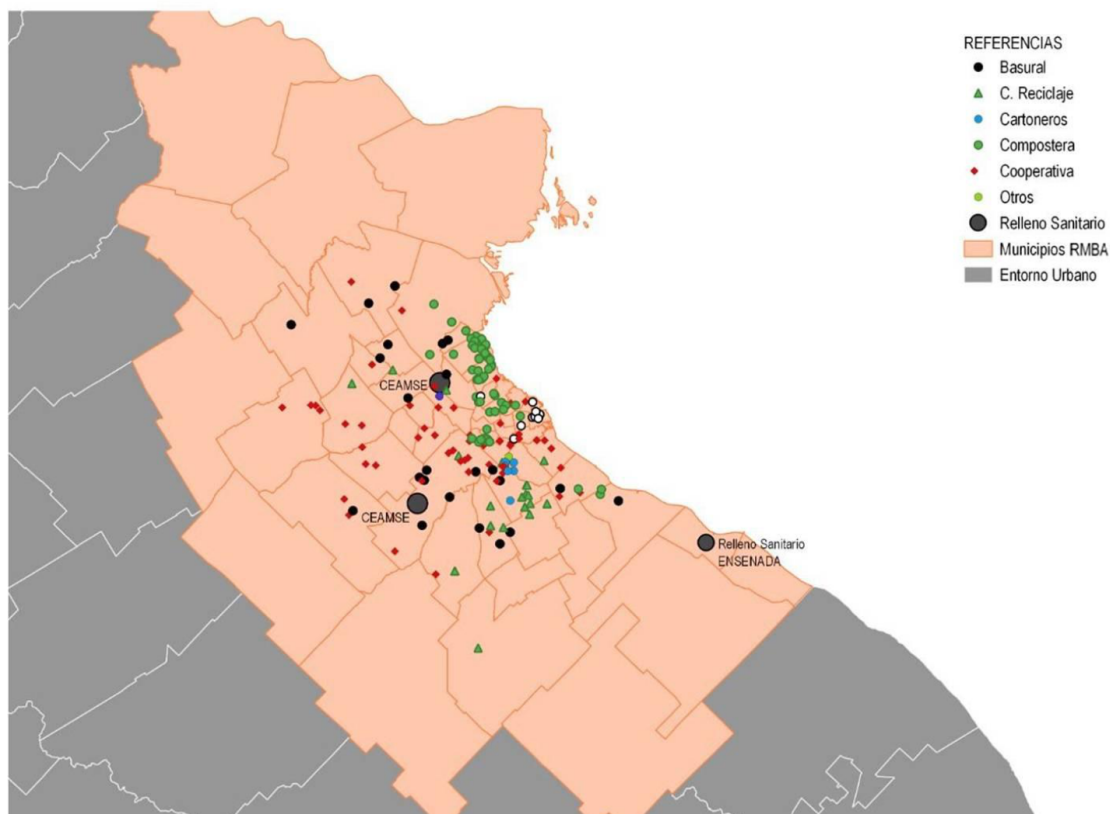 REFERENCIAS
Basural
C. Reciclaje
Cartoneros
Compostera
Cooperativa
Otros
Relleno Sanitario
Municipios RMBA
Entorno Urbano
CEAMSE
CEAMSE
Relleno Sanitario
ENSENADA